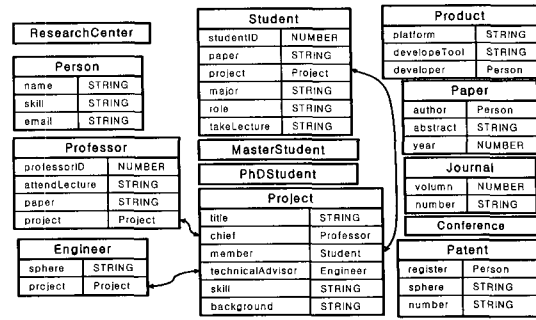 ResearchCenter
Person
name STRING
skill STRING
email STRING
Professor
professorID NUMBER
attendLecture STRING
paper STRING
project Project
Engineer
sphere STRING
project Project
Student
studentID NUMBER
paper STRING
project Project
major STRING
role STRING
takeLecture STRING
MasterStudent
PhDStudent
Project
title STRING
chief Professor
member Student
technicalAdvisor Engineer
skill STRING
background STRING
Product
platform STRING
developeTool STRING
developer Person
Paper
author Person
abstract STRING
year NUMBER
Journal
volumn NUMBER
number STRING
Conference
Patent
register Person
sphere STRING
number STRING